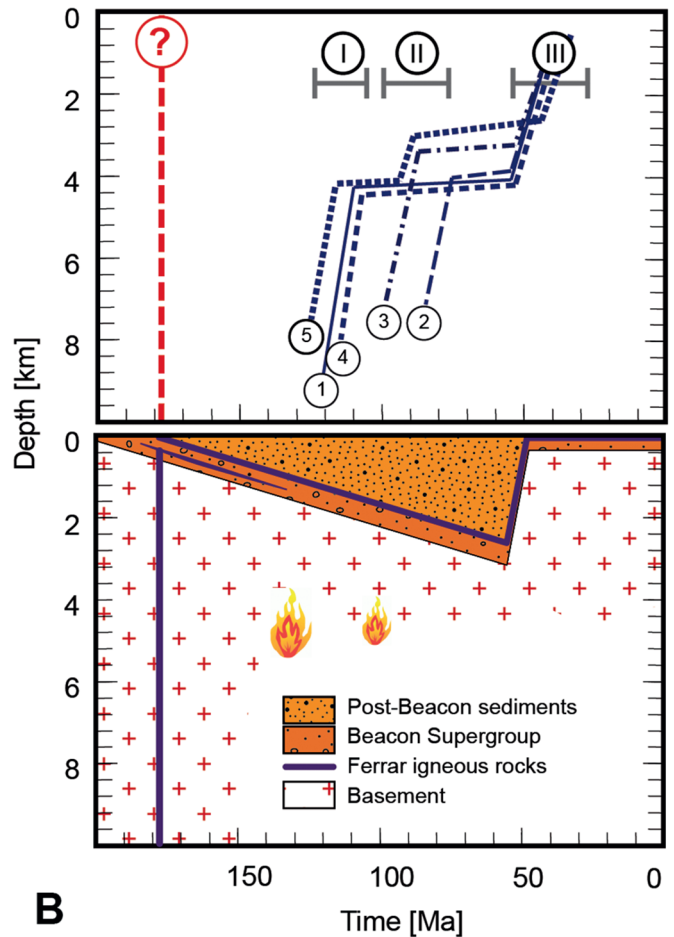 0
?
I
II
III
2
4
6
5
3
2
8
4
1
Depth [km]
0
2
4
6
Post-Beacon sediments
Beacon Supergroup
Ferrar igneous rocks
8
Basement
150
100
50
0
B
Time [Ma]